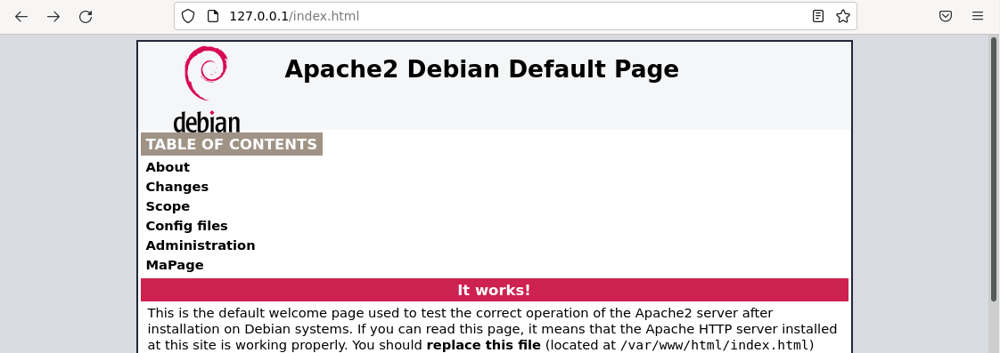 127.0.0.1/index.html
Apache2 Debian Default Page
debian
TABLE OF CONTENTS
About
Changes
Scope
Config files
Administration
MaPage
It works!
This is the default welcome page used to test the correct operation of the Apache2 server after
installation on Debian systems. If you can read this page, it means that the Apache HTTP server installed
at this site is working properly. You should replace this file (located at /var/www/html/index.html)